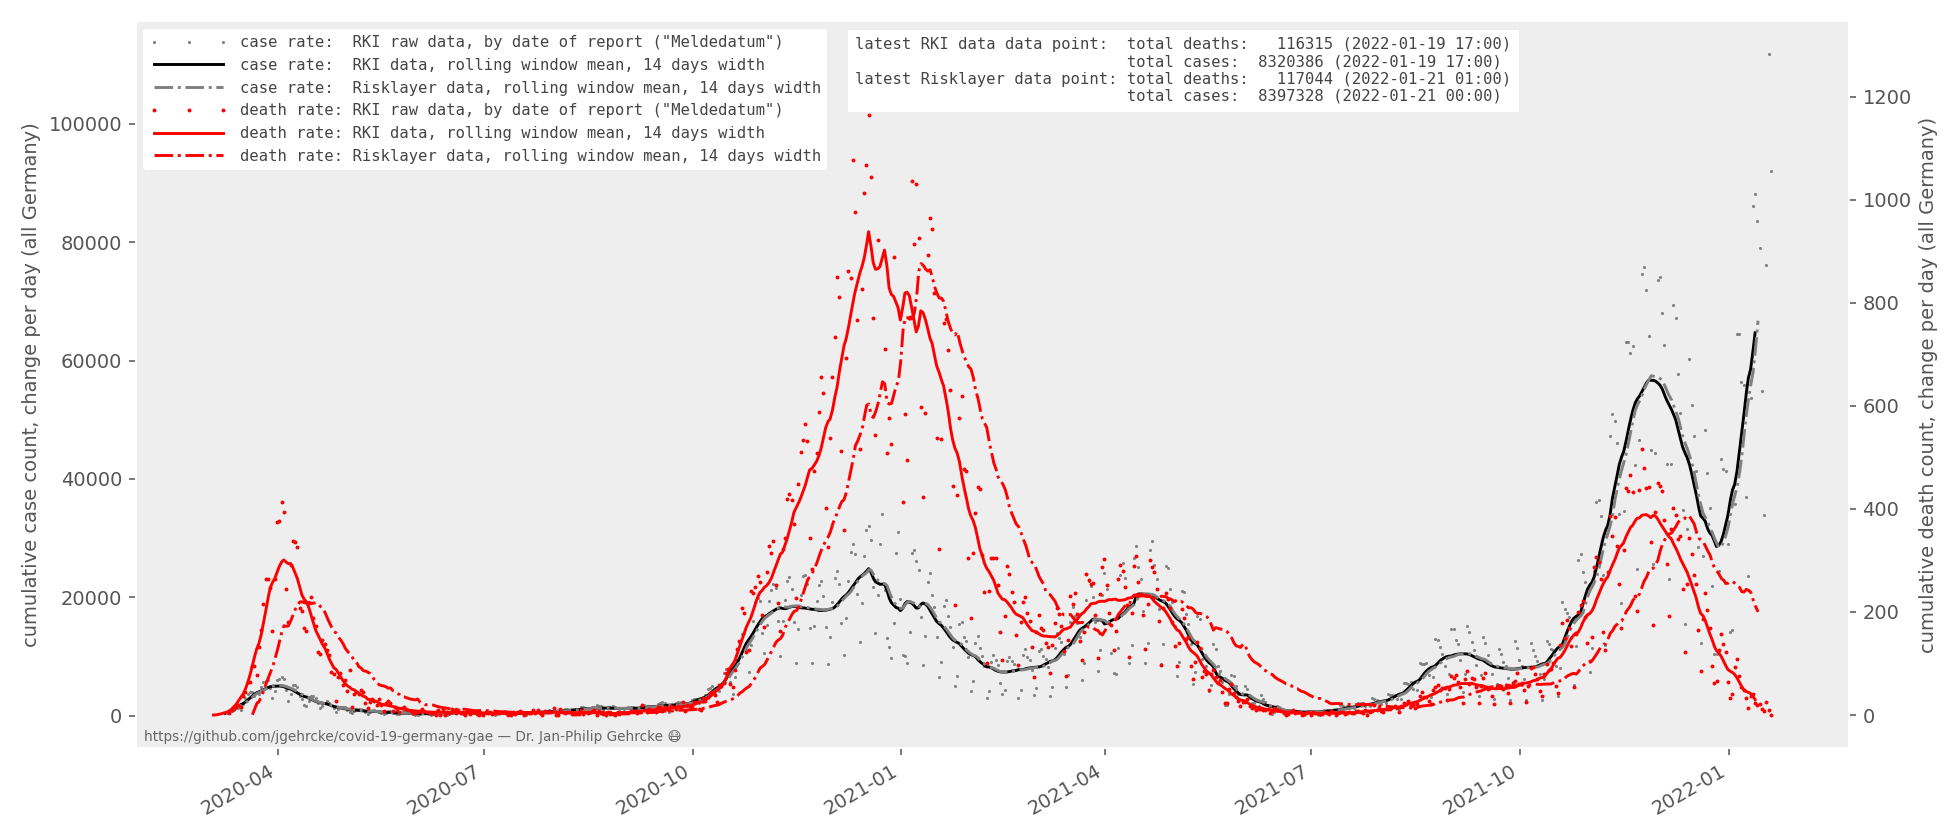 case rate:  RKI raw data, by date of report ("Meldedatum")
case rate:  RKI data, rolling window mean, 14 days width
case rate:  Risklayer data, rolling window mean, 14 days width
death rate: RKI raw data, by date of report ("Meldedatum")
death rate: RKI data, rolling window mean, 14 days width
death rate: Risklayer data, rolling window mean, 14 days width
latest RKI data data point:  total deaths:   116315 (2022-01-19 17:00)
total cases:  8320386 (2022-01-19 17:00)
latest Risklayer data point: total deaths:   117044 (2022-01-21 01:00)
total cases:  8397328 (2022-01-21 00:00)
cumulative case count, change per day (all Germany)
100000
80000
60000
40000
20000
0
1200
1000
800
600
400
200
0
cumulative death count, change per day (all Germany)
https://github.com/jgehrcke/covid-19-germany-gae — Dr. Jan-Philip Gehrcke 😷
2020-04
2020-07
2020-10
2021-01
2021-04
2021-07
2021-10
2022-01